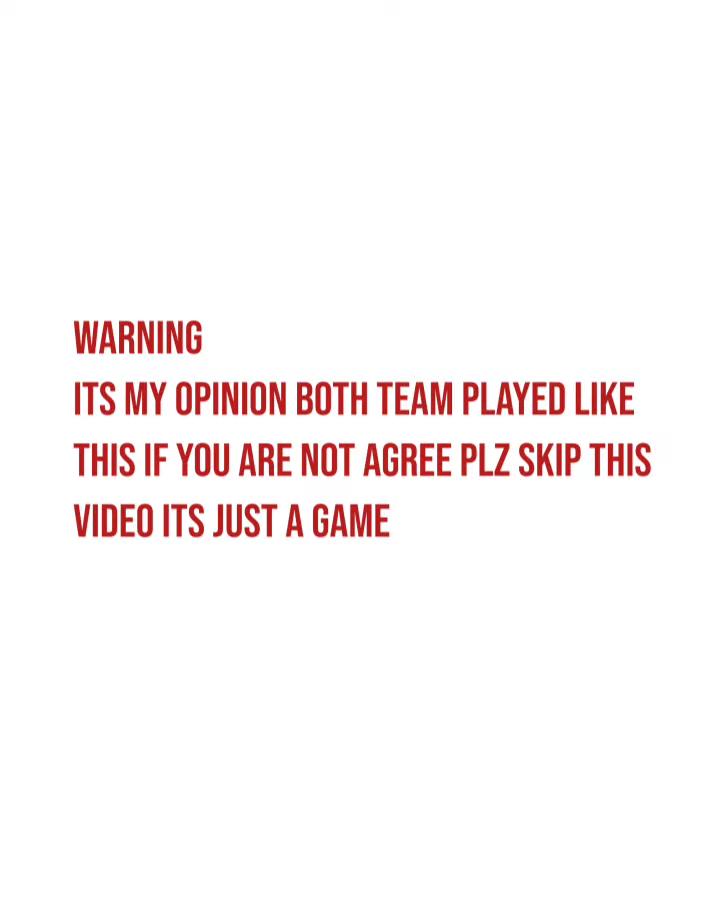 WARNING
ITS MY OPINION BOTH TEAM PLAYED LIKE
THIS IF YOU ARE NOT AGREE PLZ SKIP THIS
VIDEO ITS JUST A GAME